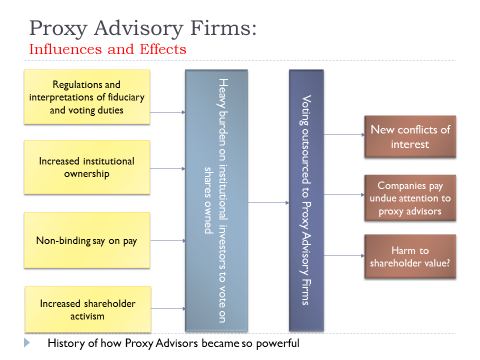 Proxy Advisory Firms:
Influences and Effects
Regulations and
interpretations of fiduciary
and voting duties
Increased institutional
ownership
Non-binding say on pay
Increased shareholder
activism
Heavy burden on institutional investors to vote on
shares owned
Voting outsourced to Proxy Advisory Firms
New conflicts of
interest
Companies pay
undue attention to
proxy advisors
Harm to
shareholder value?
History of how Proxy Advisors became so powerful